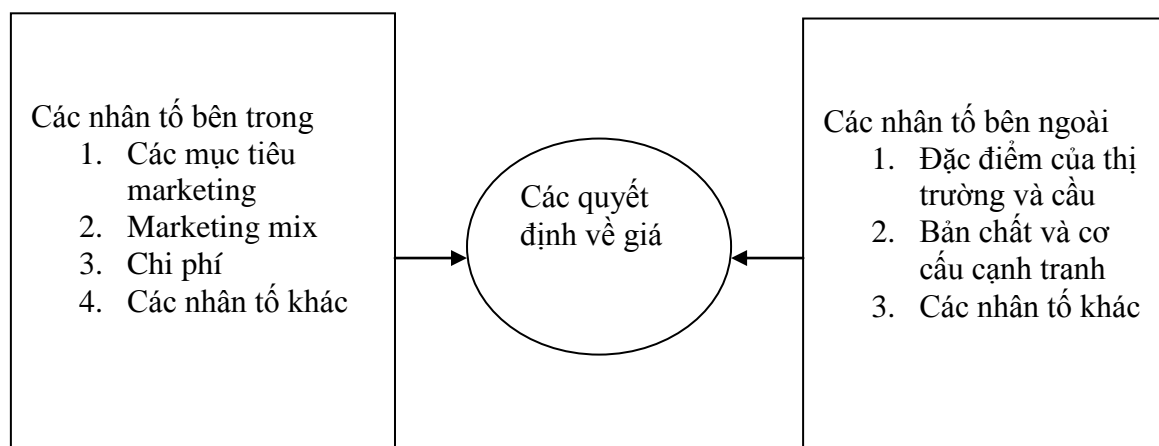 Các nhân tố bên trong
1. Các mục tiêu
marketing
2. Marketing mix
3. Chi phí
4. Các nhân tố khác
Các quyết
định về giá
Các nhân tố bên ngoài
1. Đặc điểm của thị
trường và cầu
2. Bản chất và cơ
cấu cạnh tranh
3. Các nhân tố khác